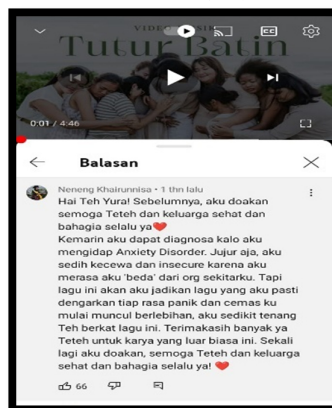 VIDEO
Tutur Batin
0:01 / 4:46
Balasan
Neneng Khairunnisa • 1 thn lalu
Hai Teh Yura! Sebelumnya, aku doakan
semoga Teteh dan keluarga sehat dan
bahagia selalu ya❤️
Kemarin aku dapat diagnosa kalo aku
mengidap Anxiety Disorder. Jujur aja, aku
sedih kecewa dan insecure karena aku
merasa aku 'beda' dari org sekitarku. Tapi
lagu ini akan aku jadikan lagu yang aku pasti
dengarkan tiap rasa panik dan cemas ku
mulai muncul berlebihan, aku sedikit tenang
Teh berkat lagu ini. Terimakasih banyak ya
Teteh untuk karya yang luar biasa ini. Sekali
lagi aku doakan, semoga Teteh dan keluarga
sehat dan bahagia selalu ya! ❤️
66